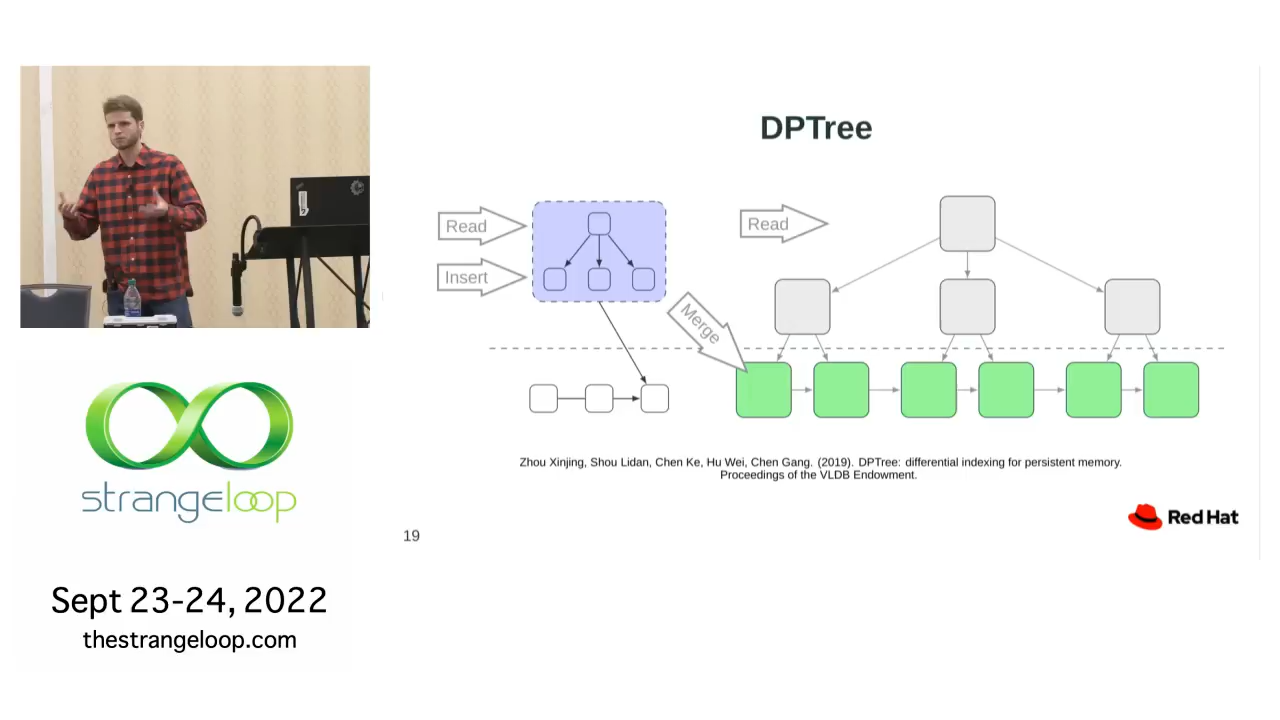 DPTree
Read
Insert
Merge
Read
Zhou Xinjing, Shou Lidan, Chen Ke, Hu Wei, Chen Gang. (2019). DPTree: differential indexing for persistent memory.
Proceedings of the VLDB Endowment.
19
Red Hat
strangeloop
Sept 23-24, 2022
thestrangeloop.com